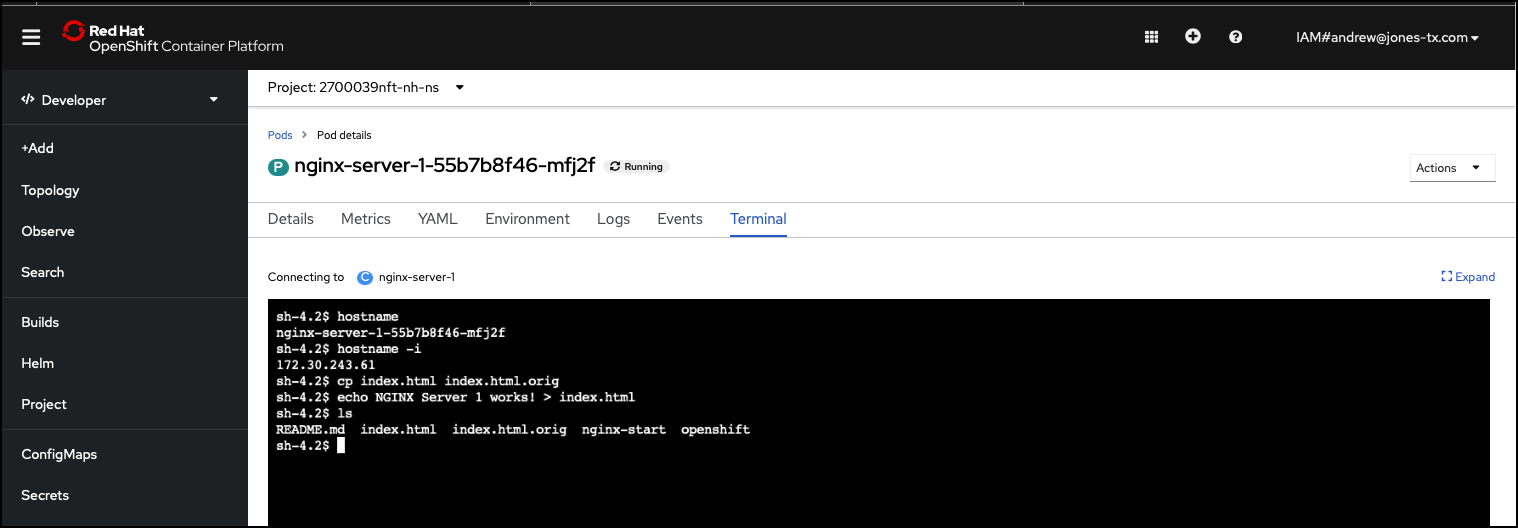 Red Hat
OpenShift Container Platform
IAM#andrew@jones-tx.com
Developer
+Add
Topology
Observe
Search
Builds
Helm
Project
ConfigMaps
Secrets
Project: 2700039nft-nh-ns
Pods > Pod details
P nginx-server-1-55b7b8f46-mfj2f Running
Actions
Details Metrics YAML Environment Logs Events Terminal
Connecting to C nginx-server-1
Expand
sh-4.2$ hostname
nginx-server-1-55b7b8f46-mfj2f
sh-4.2$ hostname -i
172.30.243.61
sh-4.2$ cp index.html index.html.orig
sh-4.2$ echo NGINX Server 1 works! > index.html
sh-4.2$ ls
README.md  index.html  index.html.orig  nginx-start  openshift
sh-4.2$